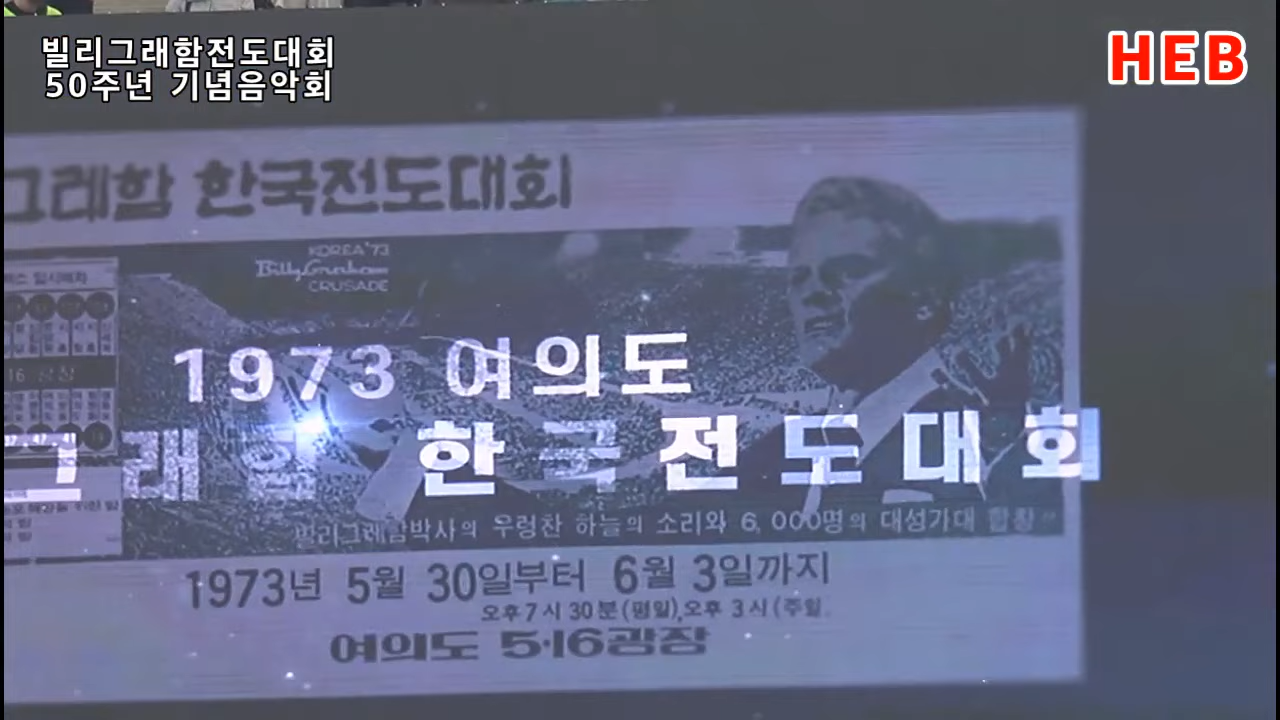 빌리그래함전도대회
50주년 기념음악회
HEB
그레함 한국전도대회
KOREA'73
Billy Graham
CRUSADE
1973 여의도
그래함 한국전도대회
빌리그레함박사의 우렁찬 하늘의 소리와 6,000명의 대성가대 합창
1973년 5월 30일부터 6월 3일까지
오후 7시 30분(평일), 오후 3시(주일
여의도 5·16광장